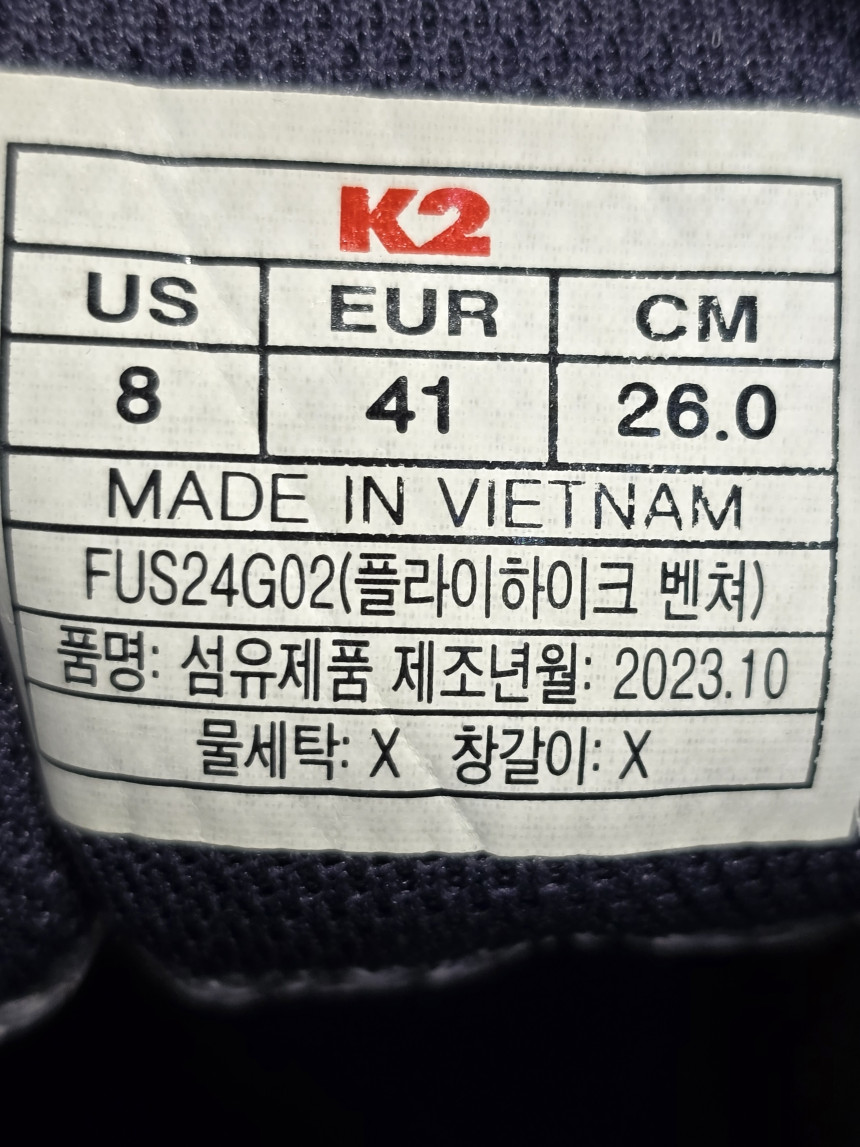 K2
US EUR CM
8 41 26.0
MADE IN VIETNAM
FUS24G02(플라이하이크 벤쳐)
품명: 섬유제품 제조년월: 2023.10
물세탁: X 창갈이: X